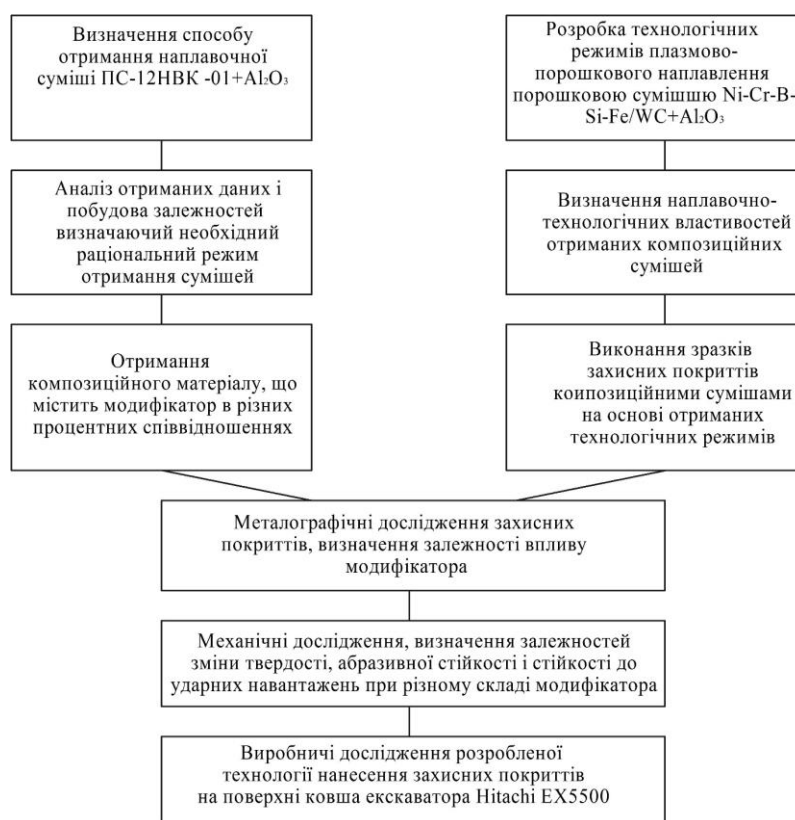 Визначення способу
отримання наплавочної
суміші ПС-12НВК -01+Al₂O₃
Аналіз отриманих даних і
побудова залежностей
визначаючий необхідний
раціональний режим
отримання сумішей
Отримання
композиційного матеріалу, що
містить модифікатор в різних
процентних співвідношеннях
Розробка технологічних
режимів плазмово-
порошкового наплавлення
порошковою сумішшю Ni-Cr-B-
Si-Fe/WC+Al₂O₃
Визначення наплавочно-
технологічних властивостей
отриманих композиційних
сумішей
Виконання зразків
захисних покриттів
коипозиційними сумішами
на основі отриманих
технологічних режимів
Металографічні дослідження захисних
покриттів, визначення залежності впливу
модифікатора
Механічні дослідження, визначення залежностей
зміни твердості, абразивної стійкості і стійкості до
ударних навантажень при різному складі модифікатора
Виробничі дослідження розробленої
технології нанесення захисних покриттів
на поверхні ковша екскаватора Hitachi EX5500